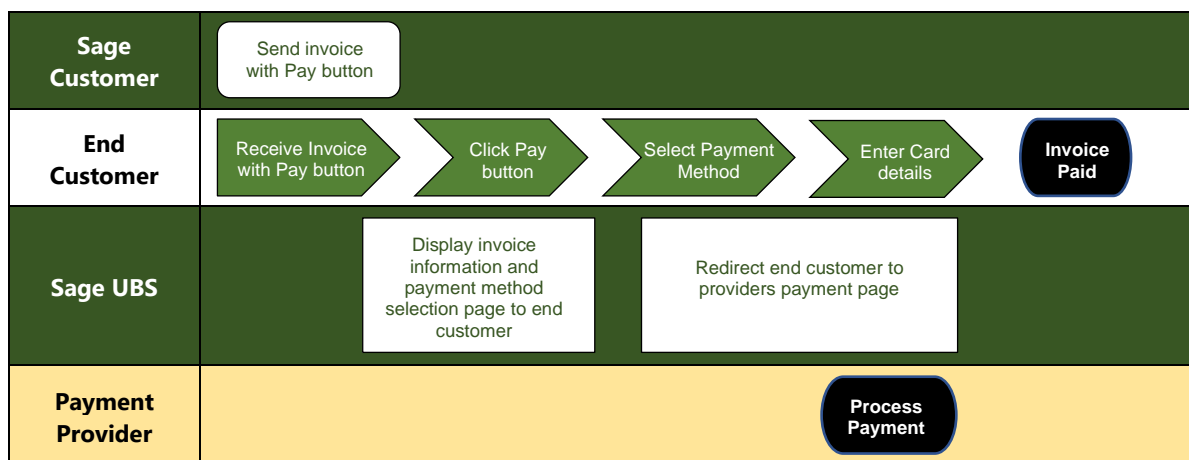 Sage
Customer
Send invoice
with Pay button
End
Customer
Receive Invoice
with Pay button
Click Pay
button
Select Payment
Method
Enter Card
details
Invoice
Paid
Sage UBS
Display invoice
information and
payment method
selection page to end
customer
Redirect end customer to
providers payment page
Payment
Provider
Process
Payment